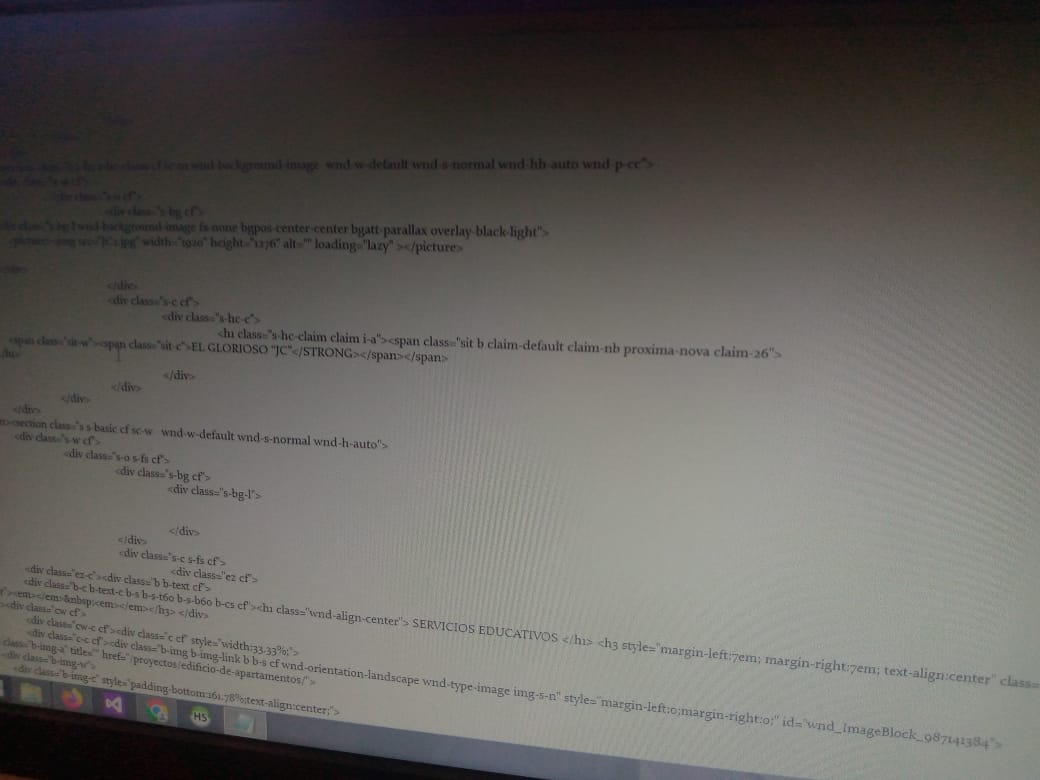 wnd-background-image wnd-w-default wnd-s-normal wnd-hh-auto wnd-p-cc">
<div class="s-bg cf">
wnd-background-image fs-none bgpos-center-center bgatt-parallax overlay-black-light">
width="1920" height="1276" alt="" loading="lazy" ></picture>
</div>
<div class="s-c cf">
<div class="s-hc-c">
<h1 class="s-hc-claim claim i-a"><span class="sit b claim-default claim-nb proxima-nova claim-26">
<span class="sit-w"><span class="sit-c">EL GLORIOSO "JC"</STRONG></span></span>
/h1>
</div>
</div>
</div>
</div>
<section class="s s-basic cf sc-w wnd-w-default wnd-s-normal wnd-h-auto">
<div class="s-w cf">
<div class="s-o s-fs cf">
<div class="s-bg cf">
<div class="s-bg-l">
</div>
</div>
<div class="s-c s-fs cf">
<div class="ez cf">
<div class="ez-c"><div class="b b-text cf">
<div class="b-c b-text-c b-s b-s-t60 b-s-b60 b-cs cf"><h1 class="wnd-align-center"> SERVICIOS EDUCATIVOS </h1> <h3 style="margin-left:7em; margin-right:7em; text-align:center" class=
"><em></em>&nbsp;<em></em></h3> </div>
><div class="cw cf">
<div class="cw-c cf"><div class="c cf" style="width:33.33%;">
<div class="c-c cf"><div class="b-img b-img-link b b-s cf wnd-orientation-landscape wnd-type-image img-s-n" style="margin-left:0;margin-right:0;" id="wnd_ImageBlock_987141384">
class="b-img-a" title="" href="/proyectos/edificio-de-apartamentos/">
<div class="b-img-w">
<div class="b-img-c" style="padding-bottom:161.78%;text-align:center;">
HS